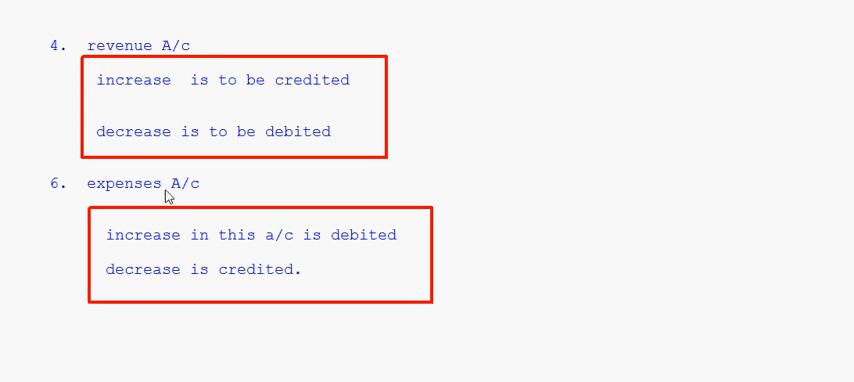 4. revenue A/c
increase is to be credited
decrease is to be debited
6. expenses A/c
increase in this a/c is debited
decrease is credited.